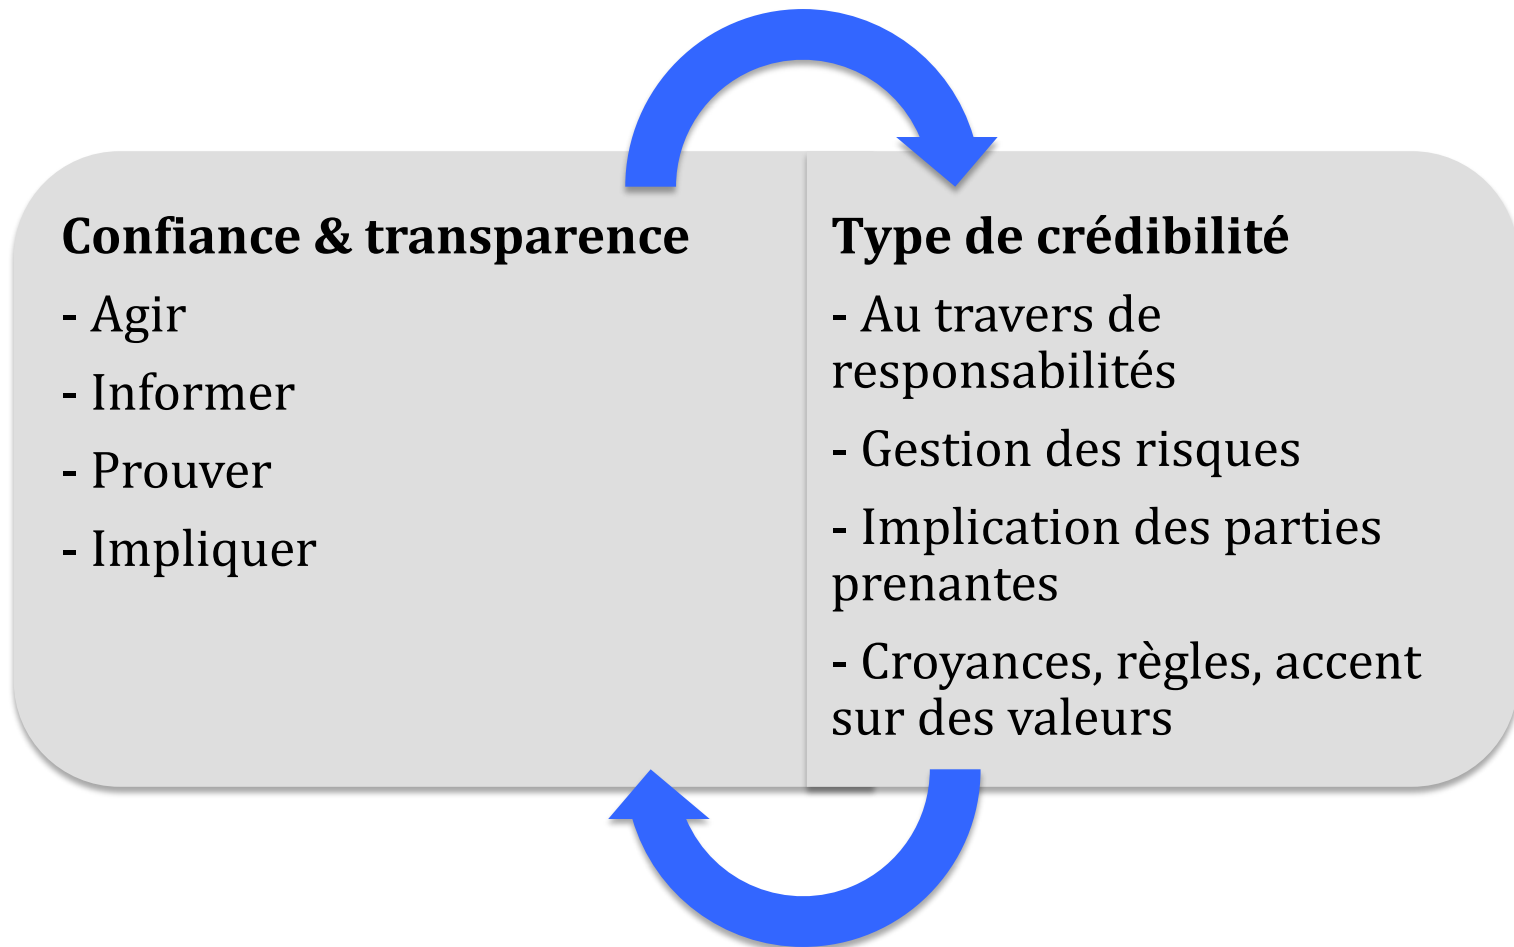 Confiance & transparence
- Agir
- Informer
- Prouver
- Impliquer
Type de crédibilité
- Au travers de
responsabilités
- Gestion des risques
- Implication des parties
prenantes
- Croyances, règles, accent
sur des valeurs